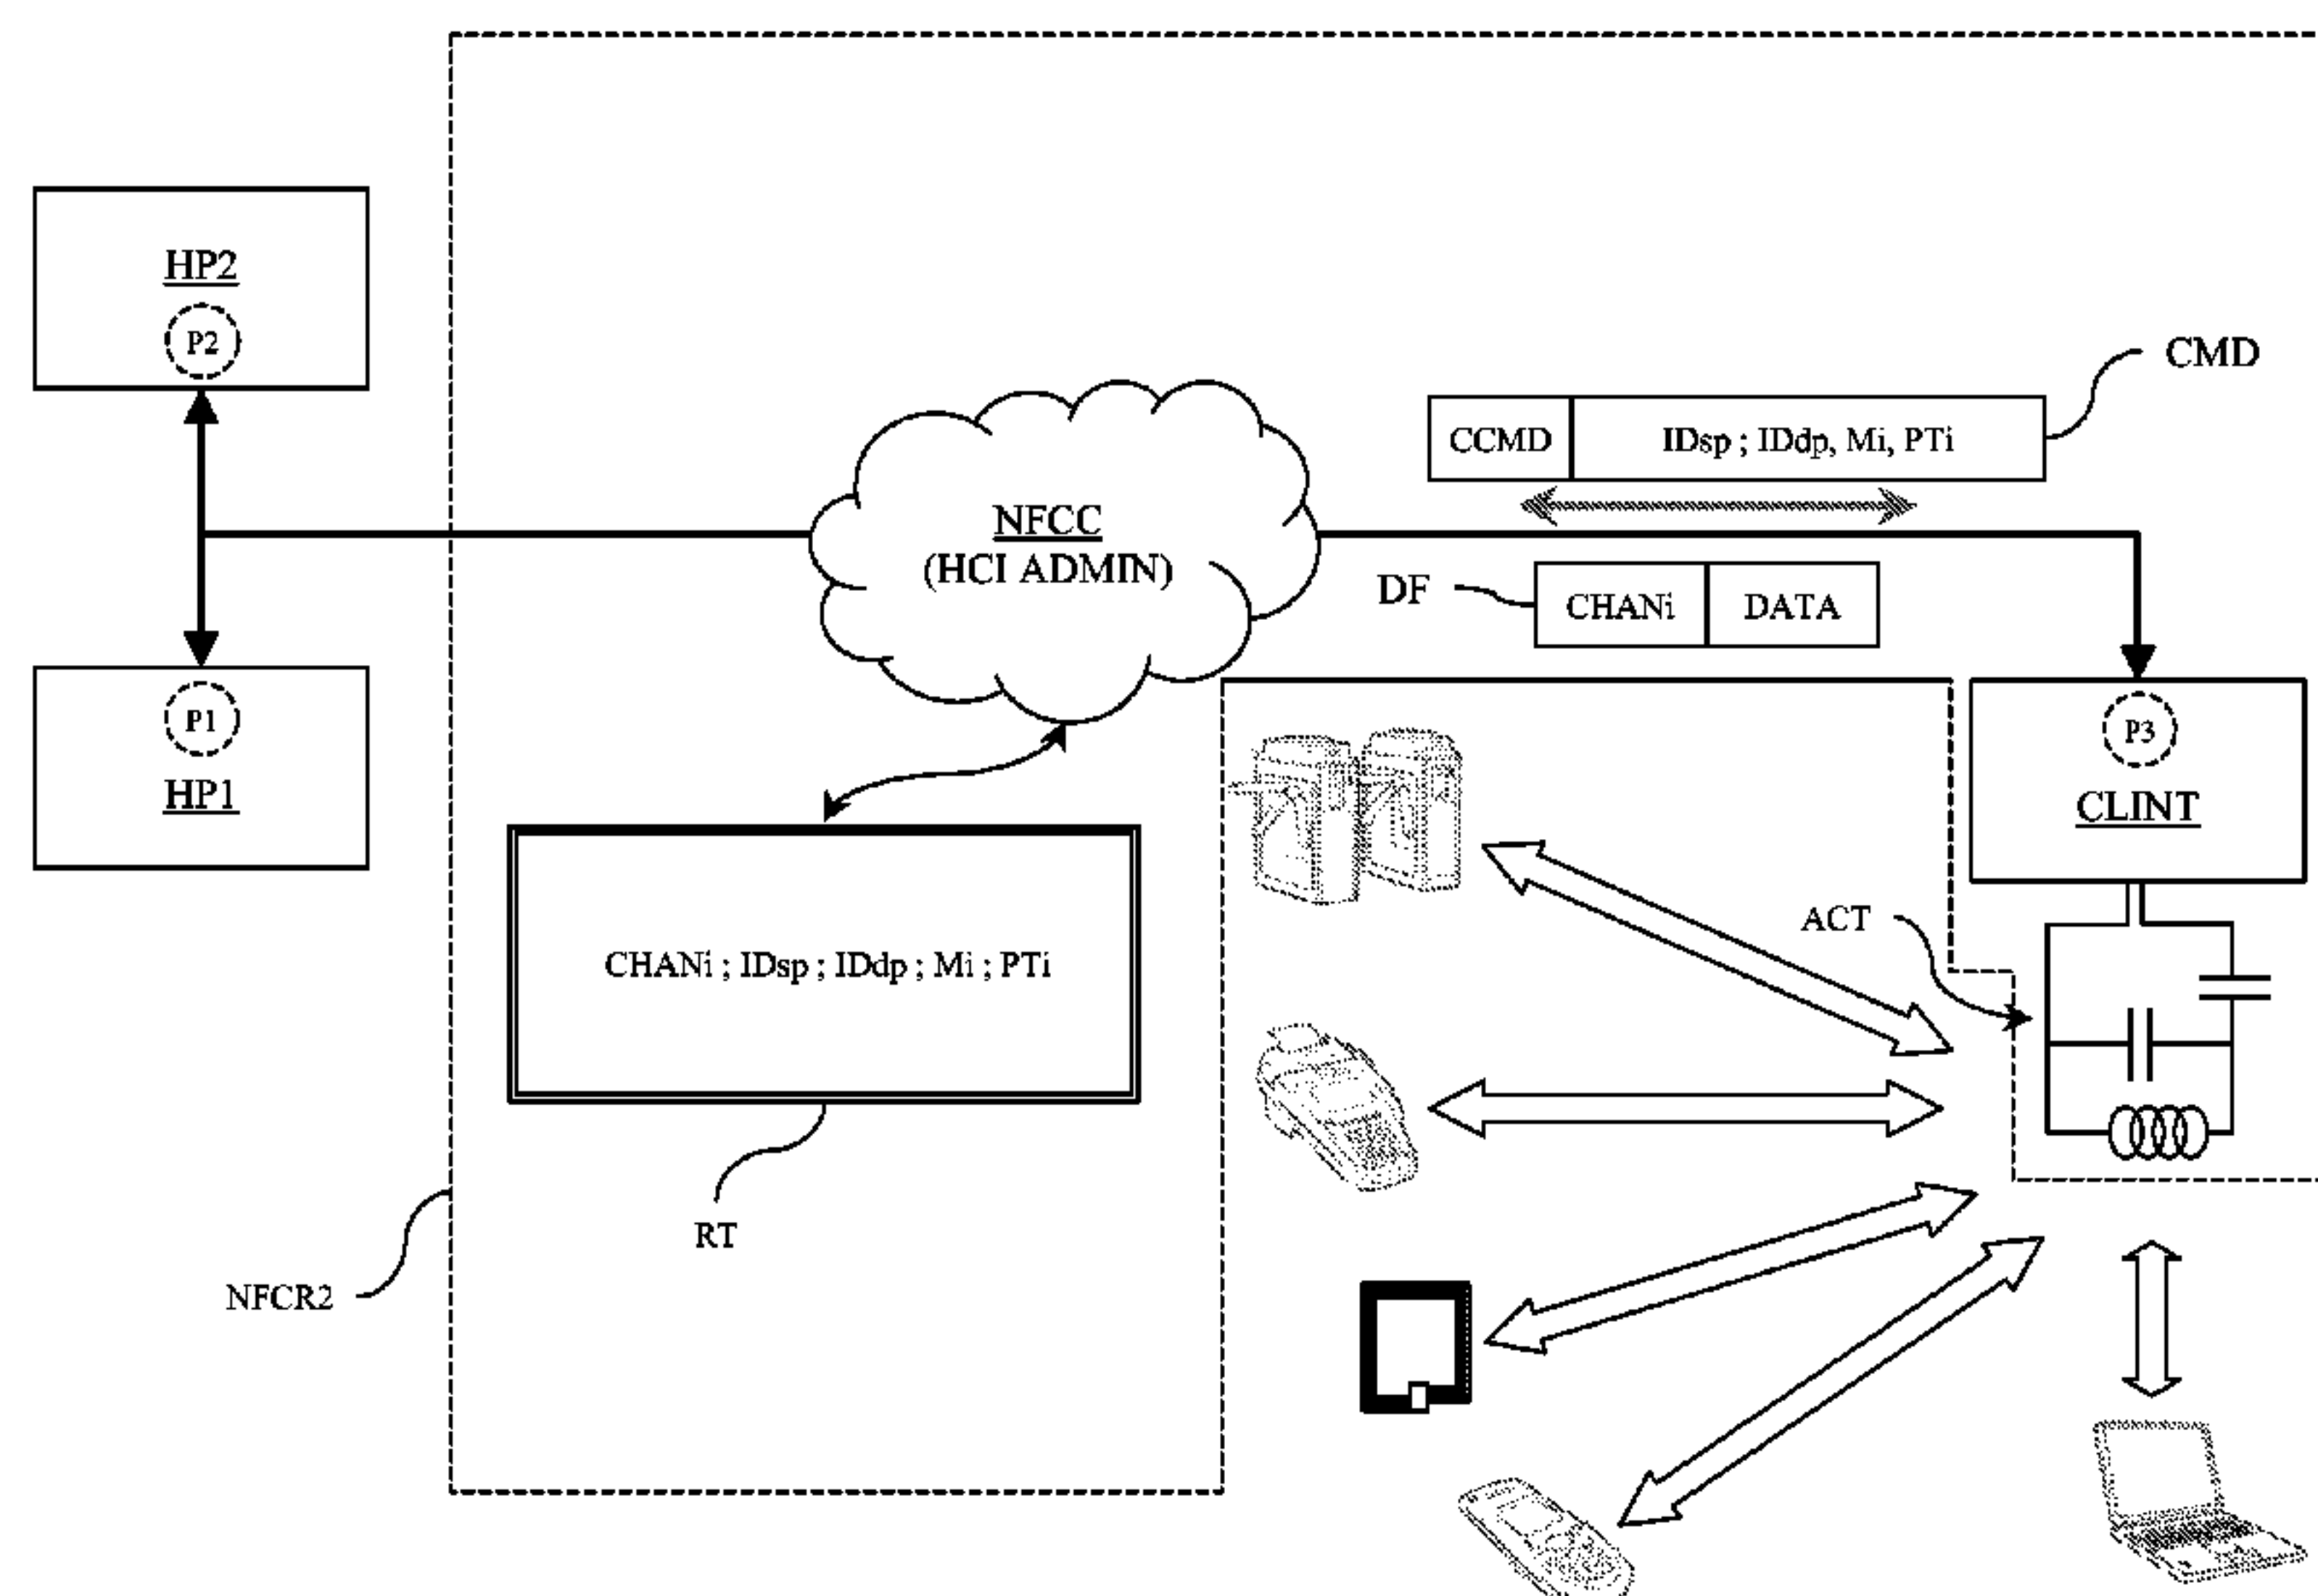 HP2
P2
CMD
CCMD
IDsp ; IDdp, Mi, PTi
NFCC
(HCI ADMIN)
DF
CHANi
DATA
P1
HP1
P3
CLINT
ACT
CHANi ; IDsp ; IDdp ; Mi ; PTi
RT
NFCR2